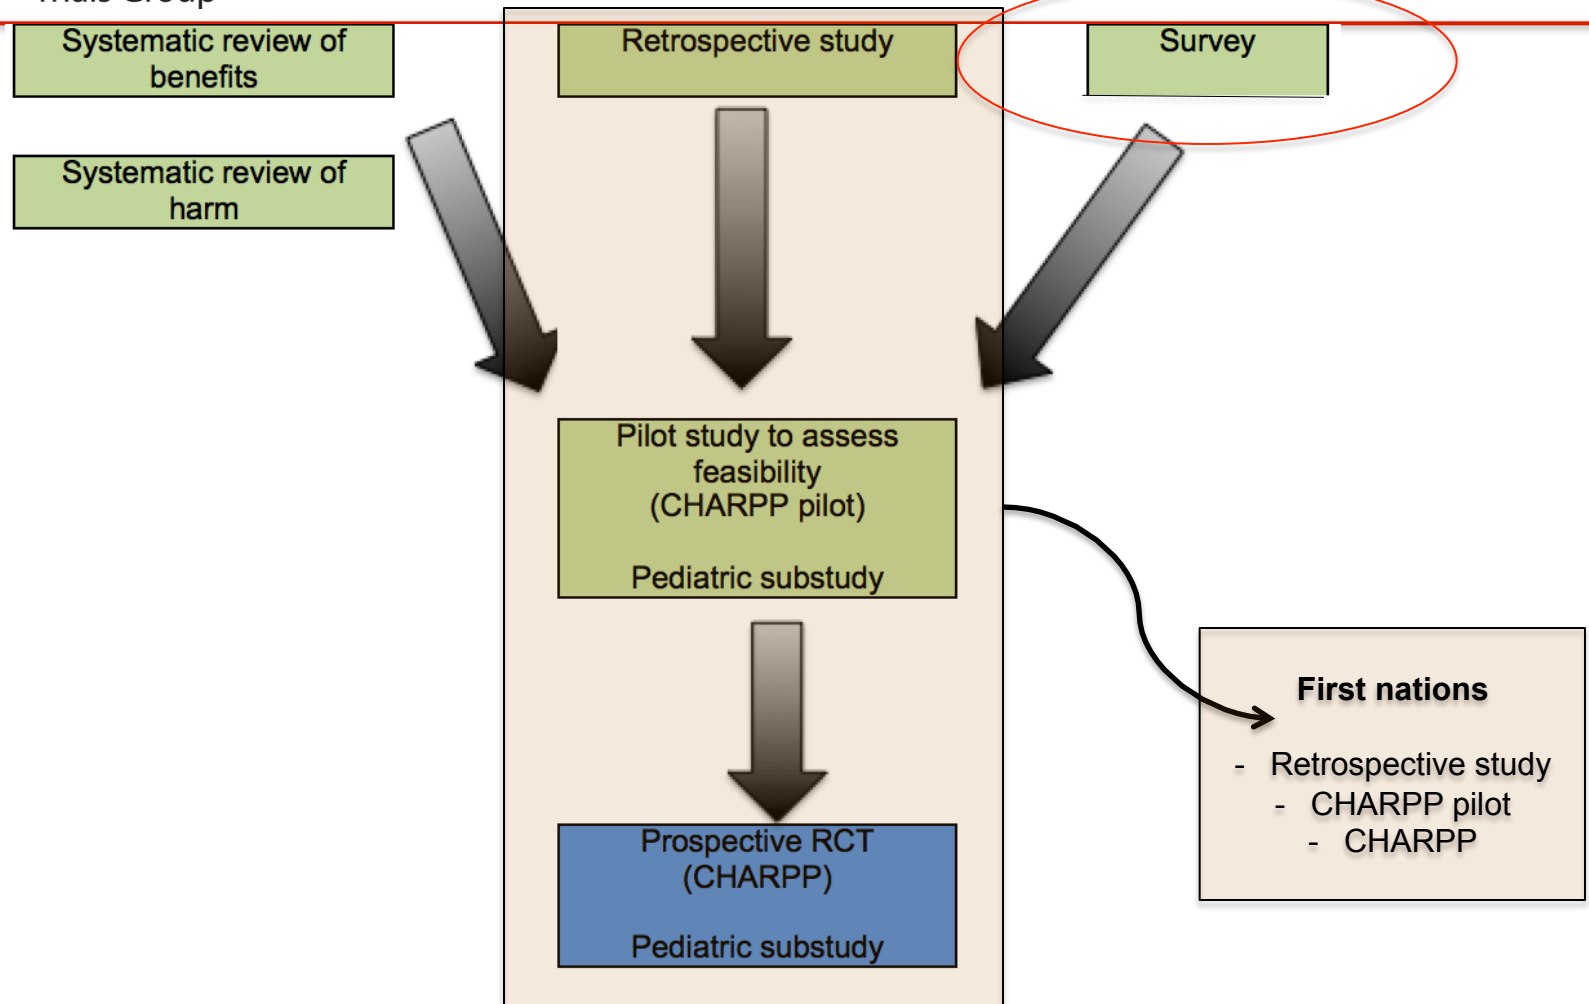 Systematic review of
benefits
Retrospective study
Survey
Systematic review of
harm
Pilot study to assess
feasibility
(CHARPP pilot)
Pediatric substudy
First nations
- Retrospective study
- CHARPP pilot
- CHARPP
Prospective RCT
(CHARPP)
Pediatric substudy